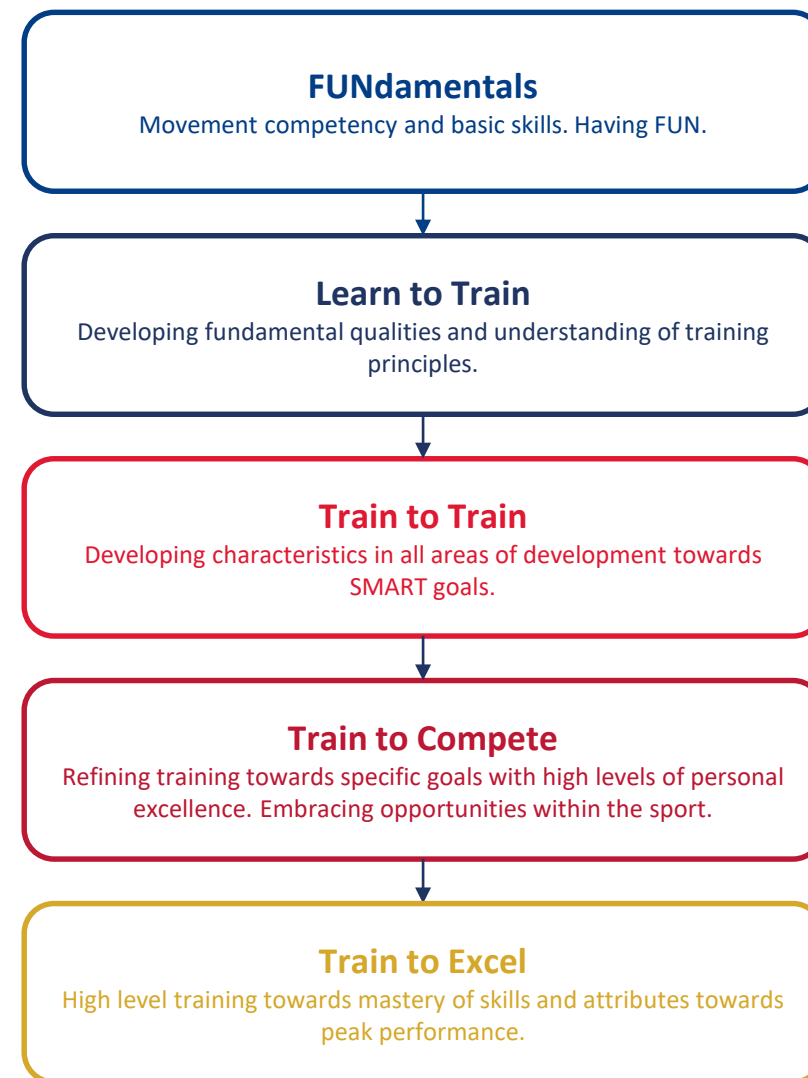 FUNdamentals
Movement competency and basic skills. Having FUN.
Learn to Train
Developing fundamental qualities and understanding of training
principles.
Train to Train
Developing characteristics in all areas of development towards
SMART goals.
Train to Compete
Refining training towards specific goals with high levels of personal
excellence. Embracing opportunities within the sport.
Train to Excel
High level training towards mastery of skills and attributes towards
peak performance.